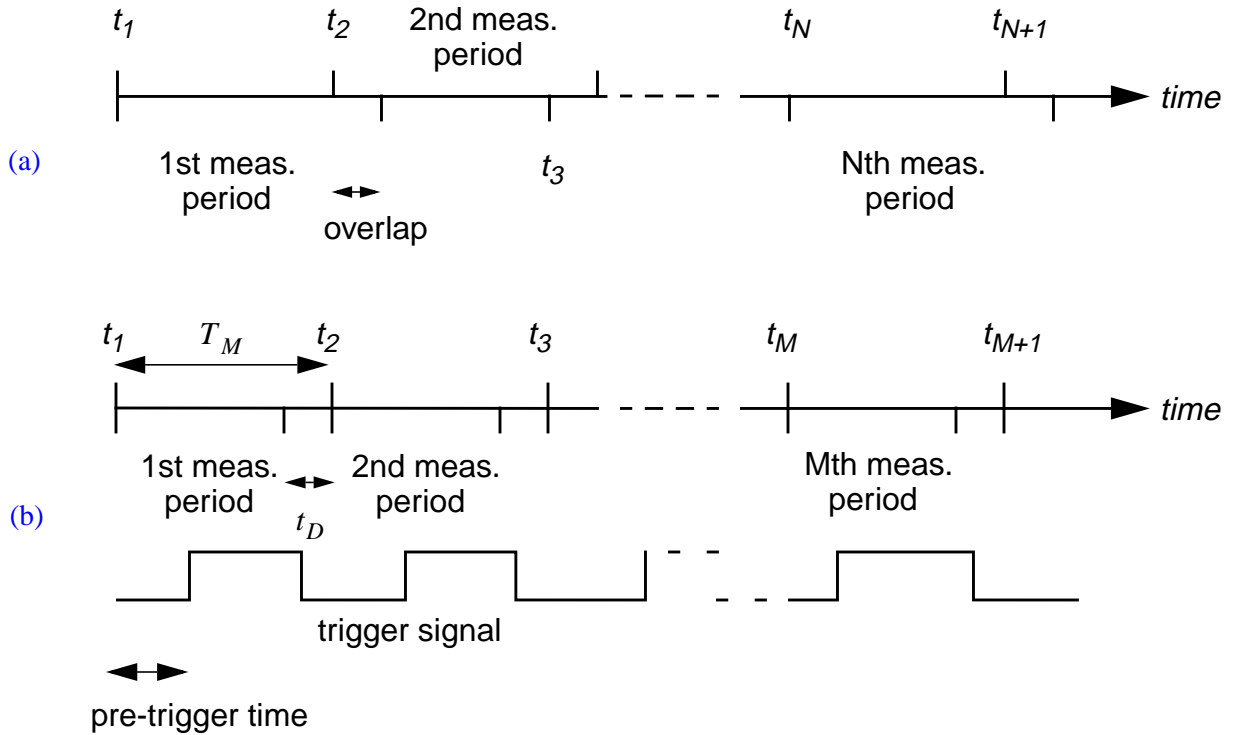 t1
t2
2nd meas.
period
tN
tN+1
time
(a)
1st meas.
period
t3
Nth meas.
period
overlap
t1
TM
t2
t3
tM
tM+1
time
1st meas.
period
2nd meas.
period
Mth meas.
period
(b)
tD
trigger signal
pre-trigger time